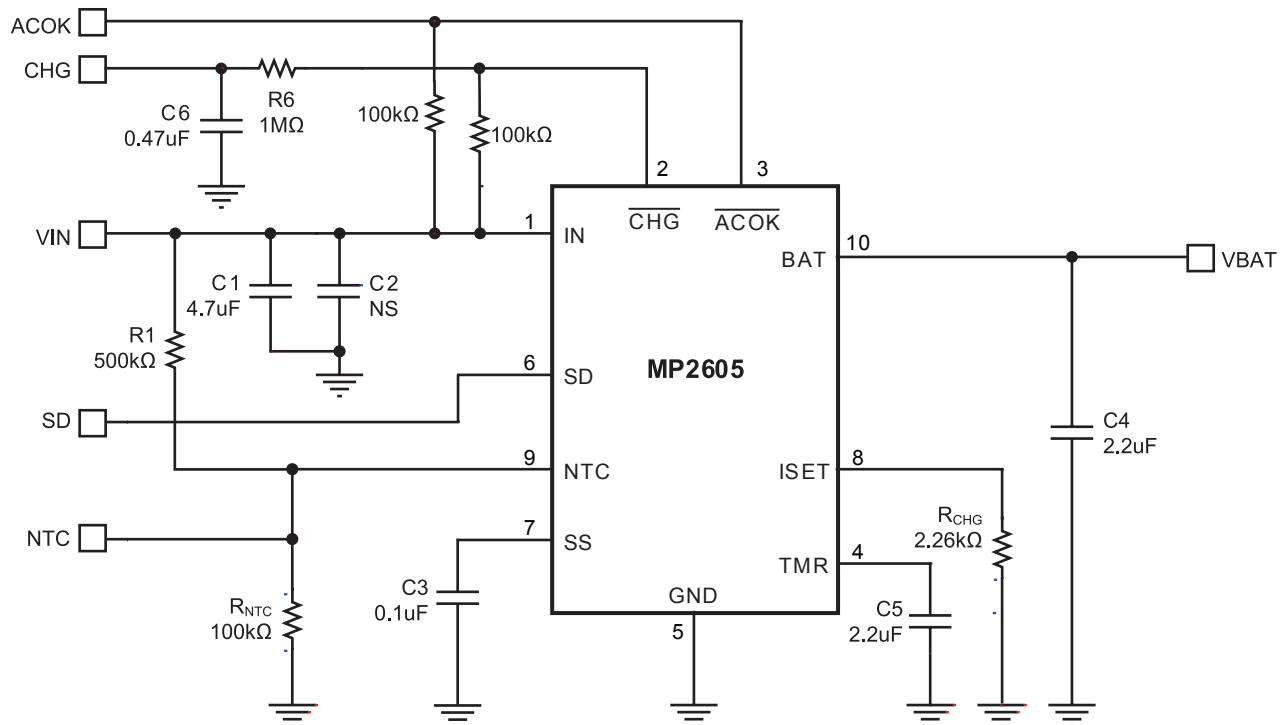 ACOK
CHG
C6
0.47uF
R6
1MΩ
100kΩ
100kΩ
2
3
CHG
ACOK
VIN
1
IN
BAT
10
VBAT
C1
4.7uF
C2
NS
R1
500kΩ
6
SD
MP2605
SD
C4
2.2uF
9
NTC
ISET
8
NTC
7
SS
RCHG
2.26kΩ
TMR
4
C3
0.1uF
RNTC
100kΩ
GND
5
C5
2.2uF